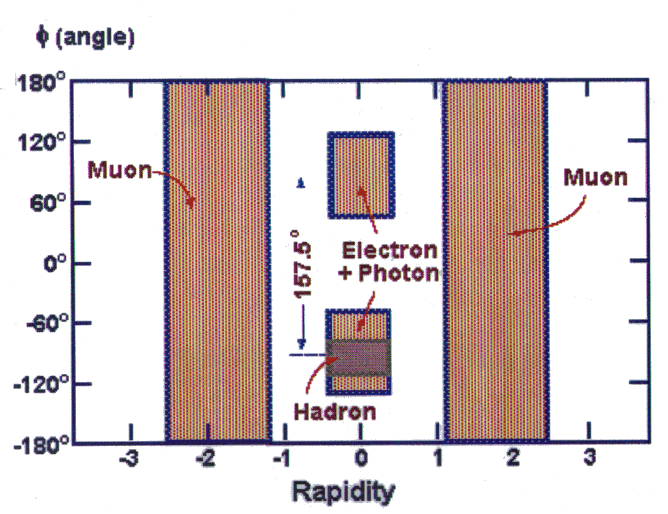 ϕ (angle)
180°
120°
60°
0°
-60°
-120°
-180°
Muon
Muon
157.5°
Electron
+ Photon
Hadron
-3 -2 -1 0 1 2 3
Rapidity